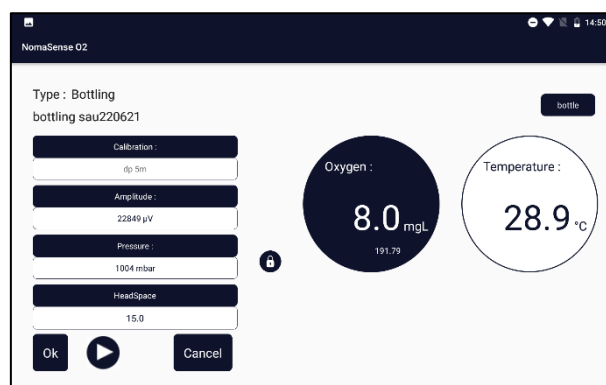 14:50
NomaSense O2
Type : Bottling
bottling sau220621
bottle
Calibration :
dp 5m
Amplitude :
22849 µV
Pressure :
1004 mbar
HeadSpace
15.0
Ok
Cancel
Oxygen :
8.0 mgL
191.79
Temperature :
28.9 °C